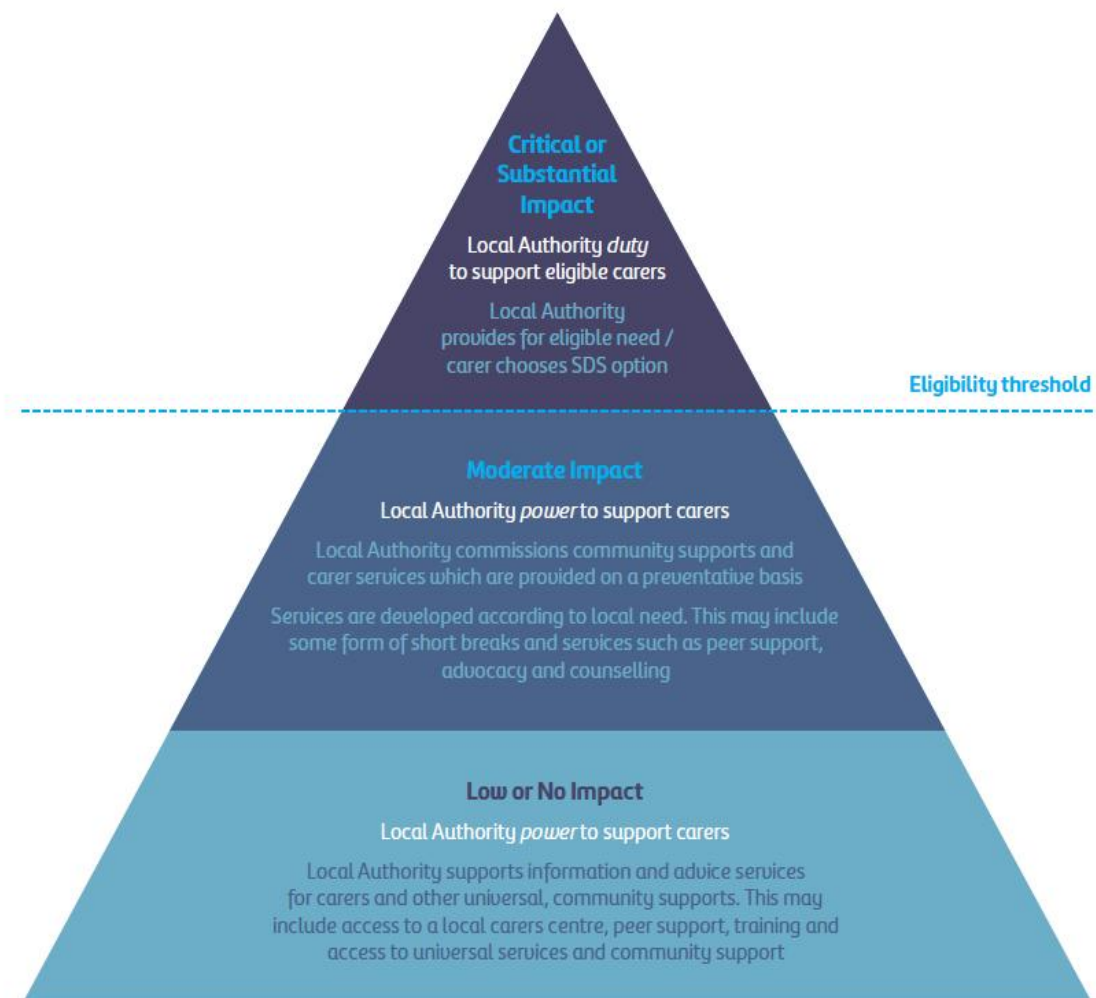 Critical or
Substantial
Impact
Local Authority duty
to support eligible carers
Local Authority
provides for eligible need /
carer chooses SDS option
Eligibility threshold
Moderate Impact
Local Authority power to support carers
Local Authority commissions community supports and
carer services which are provided on a preventative basis
Services are developed according to local need. This may include
some form of short breaks and services such as peer support,
advocacy and counselling
Low or No Impact
Local Authority power to support carers
Local Authority supports information and advice services
for carers and other universal, community supports. This may
include access to a local carers centre, peer support, training and
access to universal services and community support